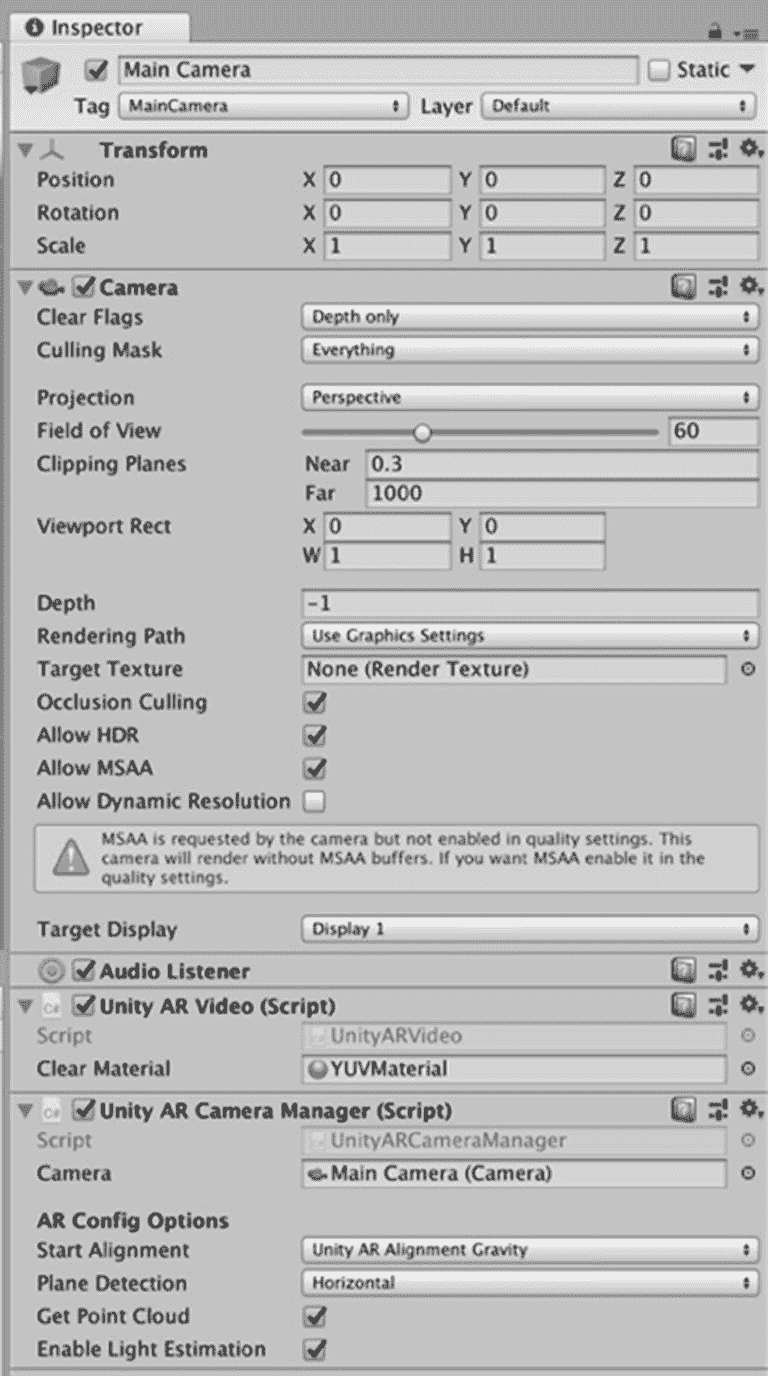 Inspector
Main Camera Static
Tag MainCamera Layer Default
Transform
Position X 0 Y 0 Z 0
Rotation X 0 Y 0 Z 0
Scale X 1 Y 1 Z 1
Camera
Clear Flags Depth only
Culling Mask Everything
Projection Perspective
Field of View 60
Clipping Planes Near 0.3
Far 1000
Viewport Rect X 0 Y 0
W 1 H 1
Depth -1
Rendering Path Use Graphics Settings
Target Texture None (Render Texture)
Occlusion Culling
Allow HDR
Allow MSAA
Allow Dynamic Resolution
MSAA is requested by the camera but not enabled in quality settings. This
camera will render without MSAA buffers. If you want MSAA enable it in the
quality settings.
Target Display Display 1
Audio Listener
C# Unity AR Video (Script)
Script UnityARVideo
Clear Material YUVMaterial
C# Unity AR Camera Manager (Script)
Script UnityARCameraManager
Camera Main Camera (Camera)
AR Config Options
Start Alignment Unity AR Alignment Gravity
Plane Detection Horizontal
Get Point Cloud
Enable Light Estimation